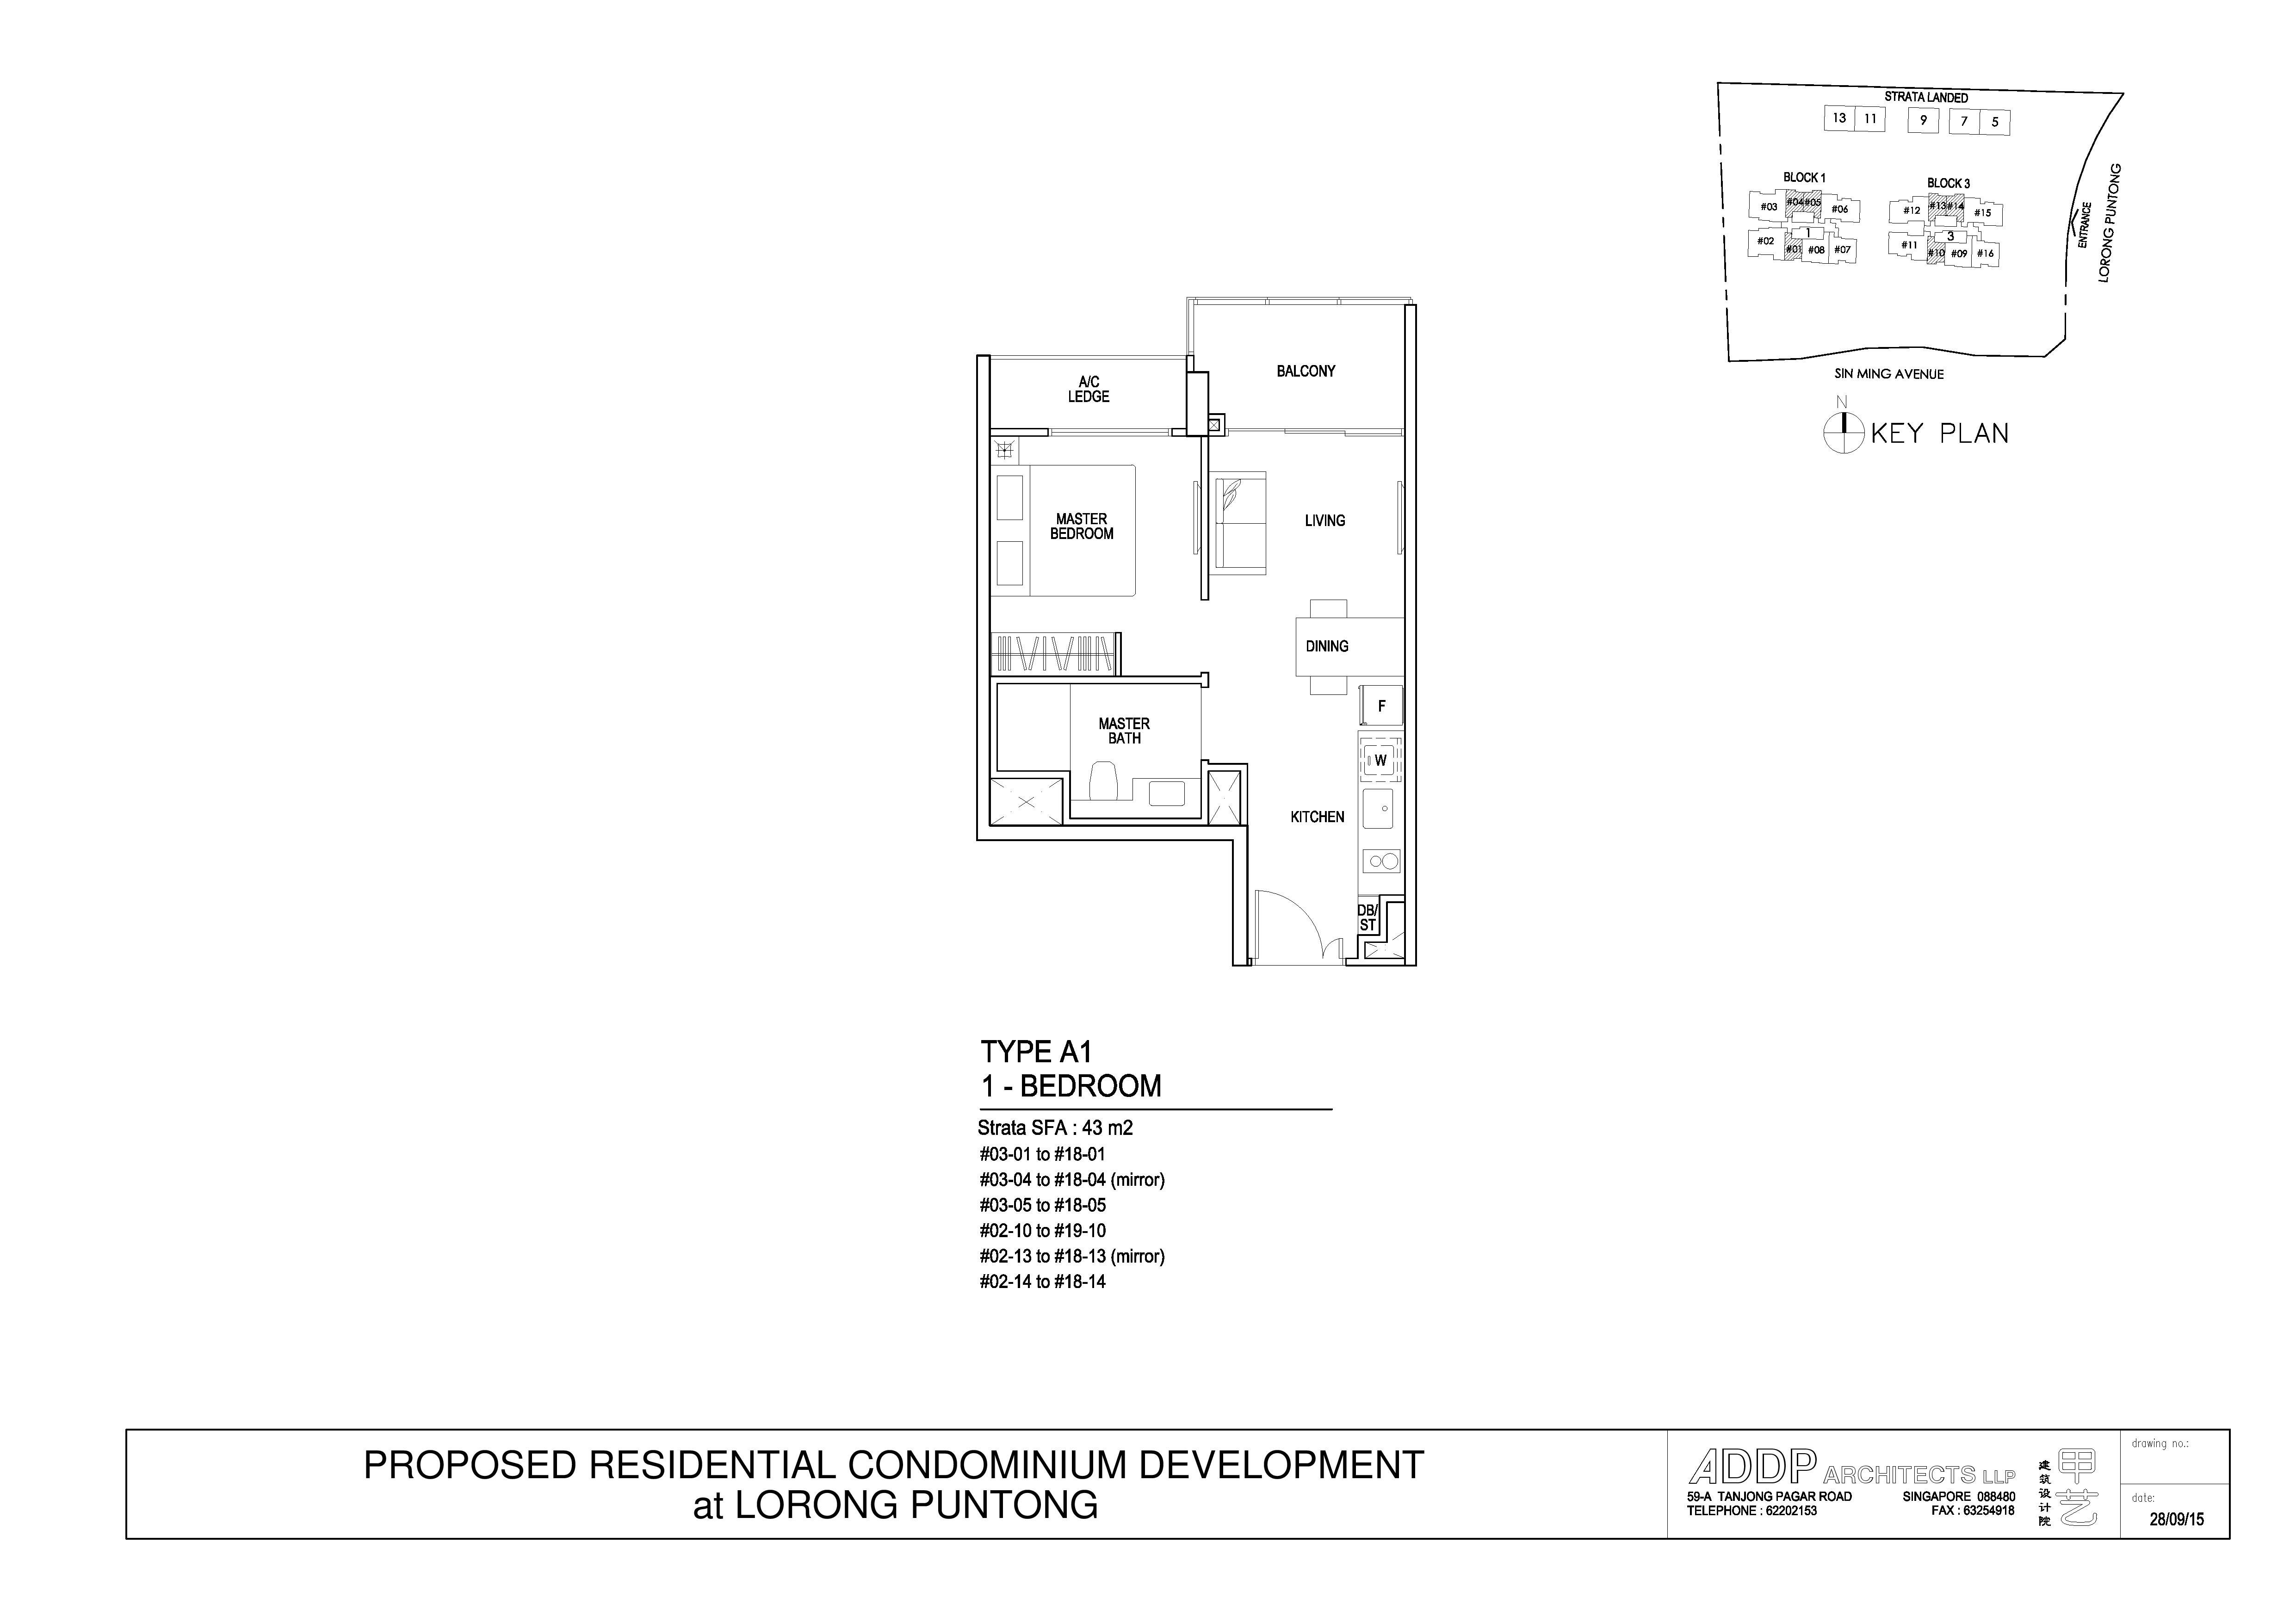 STRATA LANDED
13 11 9 7 5
BLOCK 1
BLOCK 3
#03 #04 #05 #06
#12 #13 #14 #15
1
3
#02 #01 #08 #07
#11 #10 #09 #16
ENTRANCE
LORONG PUNTONG
SIN MING AVENUE
N
KEY PLAN
BALCONY
A/C
LEDGE
MASTER
BEDROOM
LIVING
DINING
F
MASTER
BATH
W
KITCHEN
DB/
ST
TYPE A1
1 - BEDROOM
Strata SFA : 43 m2
#03-01 to #18-01
#03-04 to #18-04 (mirror)
#03-05 to #18-05
#02-10 to #19-10
#02-13 to #18-13 (mirror)
#02-14 to #18-14
PROPOSED RESIDENTIAL CONDOMINIUM DEVELOPMENT
at LORONG PUNTONG
ADDP ARCHITECTS LLP
59-A TANJONG PAGAR ROAD SINGAPORE 088480
TELEPHONE : 62202153 FAX : 63254918
建筑设计院
甲艺
drawing no.:
date:
28/09/15